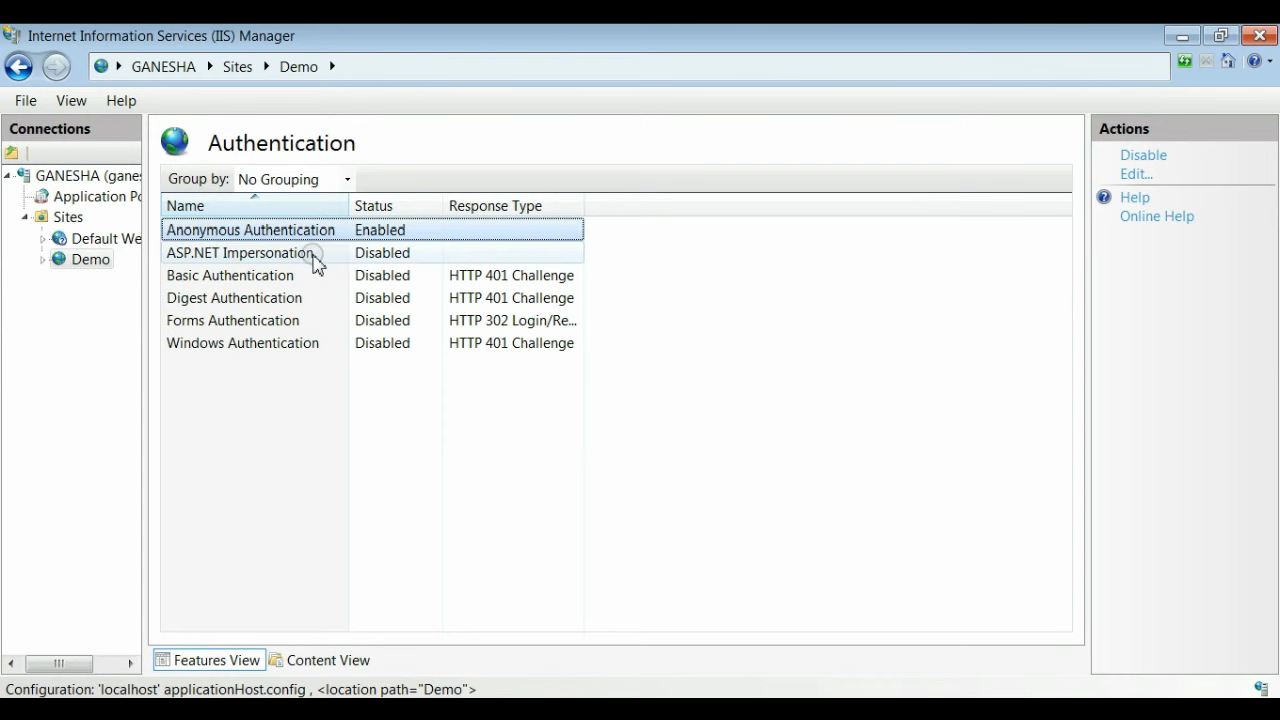 Internet Information Services (IIS) Manager
GANESHA Sites Demo
File View Help
Connections
GANESHA (ganes
Application Po
Sites
Default We
Demo
Authentication
Group by: No Grouping
Name Status Response Type
Anonymous Authentication Enabled
ASP.NET Impersonation Disabled
Basic Authentication Disabled HTTP 401 Challenge
Digest Authentication Disabled HTTP 401 Challenge
Forms Authentication Disabled HTTP 302 Login/Re...
Windows Authentication Disabled HTTP 401 Challenge
Features View Content View
Actions
Disable
Edit...
Help
Online Help
Configuration: 'localhost' applicationHost.config , <location path="Demo">